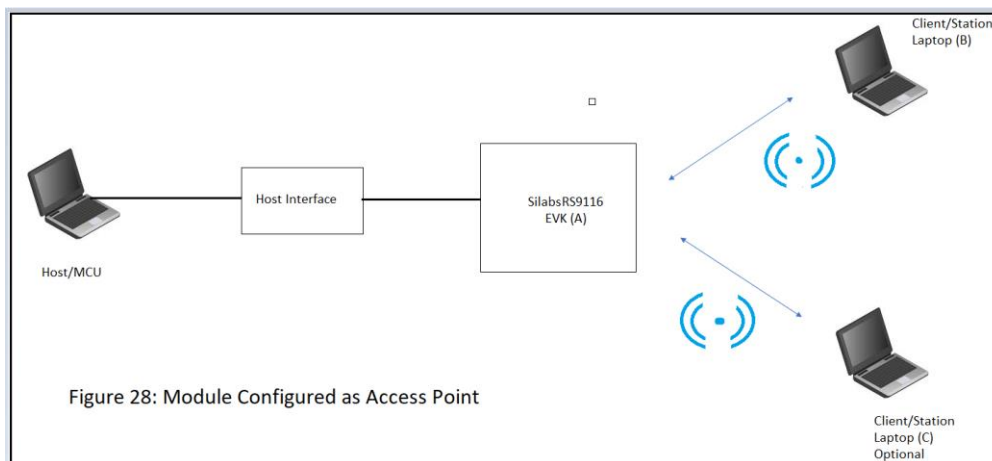 Client/Station
Laptop (B)
Host Interface
SilabsRS9116
EVK (A)
Host/MCU
Figure 28: Module Configured as Access Point
Client/Station
Laptop (C)
Optional